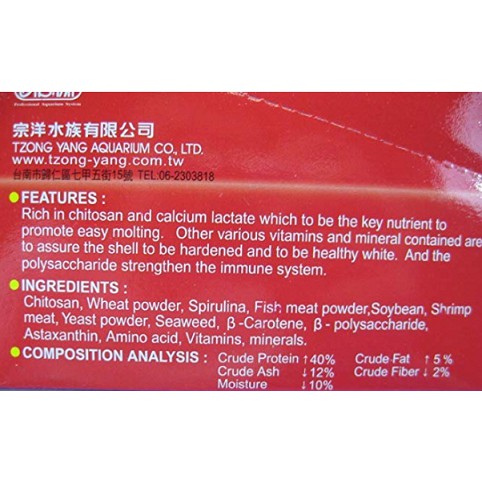 Professional Aquarium System
宗洋水族有限公司
TZONG YANG AQUARIUM CO., LTD.
www.tzong-yang.com.tw
台南市歸仁區七甲五街15號 TEL:06-2303818
FEATURES :
Rich in chitosan and calcium lactate which to be the key nutrient to
promote easy molting. Other various vitamins and mineral contained are
to assure the shell to be hardened and to be healthy white. And the
polysaccharide strengthen the immune system.
INGREDIENTS :
Chitosan, Wheat powder, Spirulina, Fish meat powder,Soybean, Shrimp
meat, Yeast powder, Seaweed, β-Carotene, β- polysaccharide,
Astaxanthin, Amino acid, Vitamins, minerals.
COMPOSITION ANALYSIS : Crude Protein ↑40% Crude Fat ↑5%
Crude Ash ↓12% Crude Fiber ↓2%
Moisture ↓10%